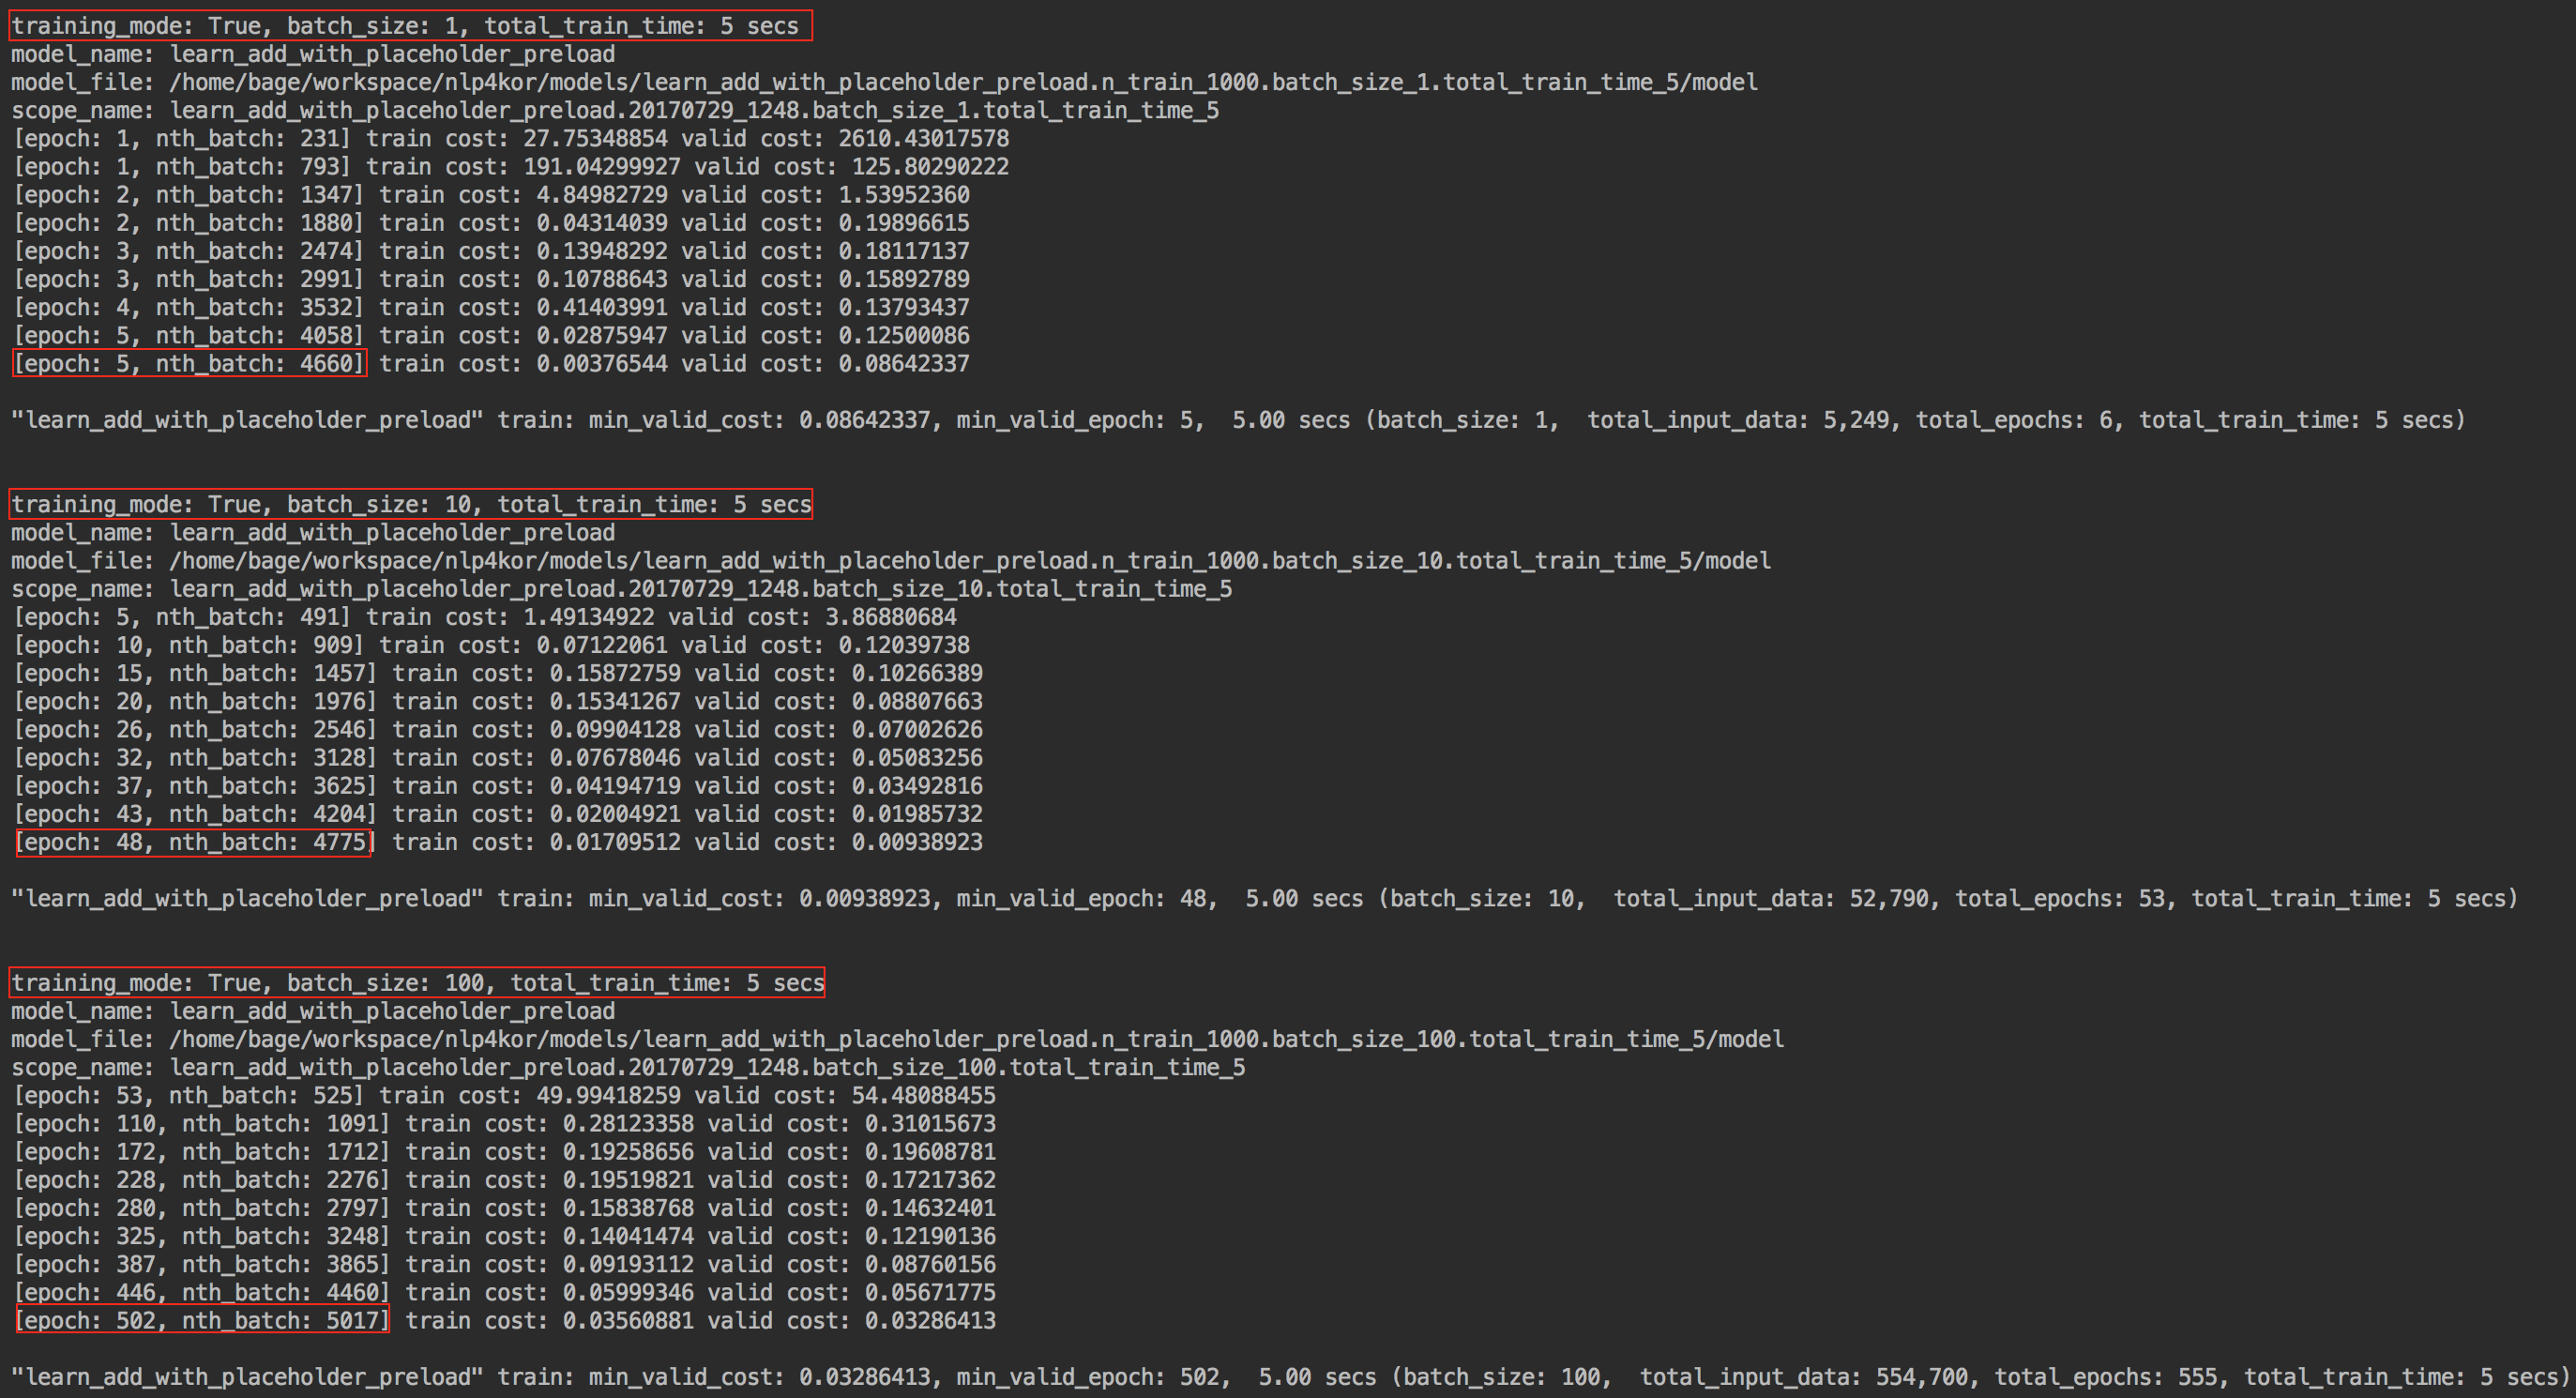 training_mode: True, batch_size: 1, total_train_time: 5 secs
model_name: learn_add_with_placeholder_preload
model_file: /home/bage/workspace/nlp4kor/models/learn_add_with_placeholder_preload.n_train_1000.batch_size_1.total_train_time_5/model
scope_name: learn_add_with_placeholder_preload.20170729_1248.batch_size_1.total_train_time_5
[epoch: 1, nth_batch: 231] train cost: 27.75348854 valid cost: 2610.43017578
[epoch: 1, nth_batch: 793] train cost: 191.04299927 valid cost: 125.80290222
[epoch: 2, nth_batch: 1347] train cost: 4.84982729 valid cost: 1.53952360
[epoch: 2, nth_batch: 1880] train cost: 0.04314039 valid cost: 0.19896615
[epoch: 3, nth_batch: 2474] train cost: 0.13948292 valid cost: 0.18117137
[epoch: 3, nth_batch: 2991] train cost: 0.10788643 valid cost: 0.15892789
[epoch: 4, nth_batch: 3532] train cost: 0.41403991 valid cost: 0.13793437
[epoch: 5, nth_batch: 4058] train cost: 0.02875947 valid cost: 0.12500086
[epoch: 5, nth_batch: 4660] train cost: 0.00376544 valid cost: 0.08642337
"learn_add_with_placeholder_preload" train: min_valid_cost: 0.08642337, min_valid_epoch: 5,  5.00 secs (batch_size: 1,  total_input_data: 5,249, total_epochs: 6, total_train_time: 5 secs)
training_mode: True, batch_size: 10, total_train_time: 5 secs
model_name: learn_add_with_placeholder_preload
model_file: /home/bage/workspace/nlp4kor/models/learn_add_with_placeholder_preload.n_train_1000.batch_size_10.total_train_time_5/model
scope_name: learn_add_with_placeholder_preload.20170729_1248.batch_size_10.total_train_time_5
[epoch: 5, nth_batch: 491] train cost: 1.49134922 valid cost: 3.86880684
[epoch: 10, nth_batch: 909] train cost: 0.07122061 valid cost: 0.12039738
[epoch: 15, nth_batch: 1457] train cost: 0.15872759 valid cost: 0.10266389
[epoch: 20, nth_batch: 1976] train cost: 0.15341267 valid cost: 0.08807663
[epoch: 26, nth_batch: 2546] train cost: 0.09904128 valid cost: 0.07002626
[epoch: 32, nth_batch: 3128] train cost: 0.07678046 valid cost: 0.05083256
[epoch: 37, nth_batch: 3625] train cost: 0.04194719 valid cost: 0.03492816
[epoch: 43, nth_batch: 4204] train cost: 0.02004921 valid cost: 0.01985732
[epoch: 48, nth_batch: 4775] train cost: 0.01709512 valid cost: 0.00938923
"learn_add_with_placeholder_preload" train: min_valid_cost: 0.00938923, min_valid_epoch: 48,  5.00 secs (batch_size: 10,  total_input_data: 52,790, total_epochs: 53, total_train_time: 5 secs)
training_mode: True, batch_size: 100, total_train_time: 5 secs
model_name: learn_add_with_placeholder_preload
model_file: /home/bage/workspace/nlp4kor/models/learn_add_with_placeholder_preload.n_train_1000.batch_size_100.total_train_time_5/model
scope_name: learn_add_with_placeholder_preload.20170729_1248.batch_size_100.total_train_time_5
[epoch: 53, nth_batch: 525] train cost: 49.99418259 valid cost: 54.48088455
[epoch: 110, nth_batch: 1091] train cost: 0.28123358 valid cost: 0.31015673
[epoch: 172, nth_batch: 1712] train cost: 0.19258656 valid cost: 0.19608781
[epoch: 228, nth_batch: 2276] train cost: 0.19519821 valid cost: 0.17217362
[epoch: 280, nth_batch: 2797] train cost: 0.15838768 valid cost: 0.14632401
[epoch: 325, nth_batch: 3248] train cost: 0.14041474 valid cost: 0.12190136
[epoch: 387, nth_batch: 3865] train cost: 0.09193112 valid cost: 0.08760156
[epoch: 446, nth_batch: 4460] train cost: 0.05999346 valid cost: 0.05671775
[epoch: 502, nth_batch: 5017] train cost: 0.03560881 valid cost: 0.03286413
"learn_add_with_placeholder_preload" train: min_valid_cost: 0.03286413, min_valid_epoch: 502,  5.00 secs (batch_size: 100,  total_input_data: 554,700, total_epochs: 555, total_train_time: 5 secs)